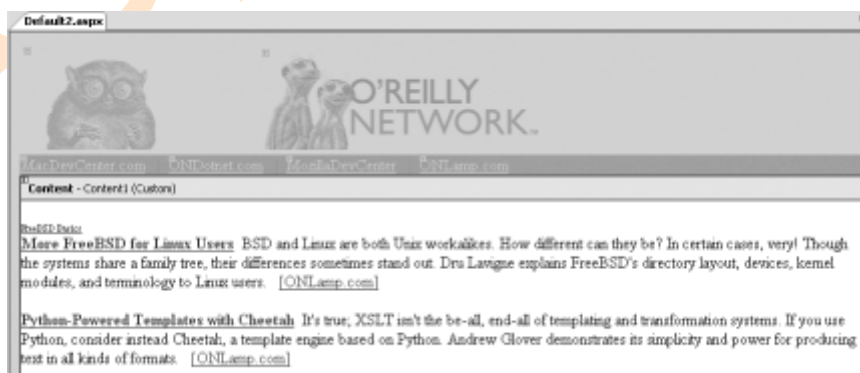 Default2.aspx
O'REILLY
NETWORK
MacDevCenter.com ONDotnet.com MozillaDevCenter ONLamp.com
Content - Content1 (Custom)
FreeBSD Basics
More FreeBSD for Linux Users BSD and Linux are both Unix workalikes. How different can they be? In certain cases, very! Though
the systems share a family tree, their differences sometimes stand out. Dru Lavigne explains FreeBSD's directory layout, devices, kernel
modules, and terminology to Linux users. [ONLamp.com]
Python-Powered Templates with Cheetah It's true; XSLT isn't the be-all, end-all of templating and transformation systems. If you use
Python, consider instead Cheetah, a template engine based on Python. Andrew Glover demonstrates its simplicity and power for producing
text in all kinds of formats. [ONLamp.com]